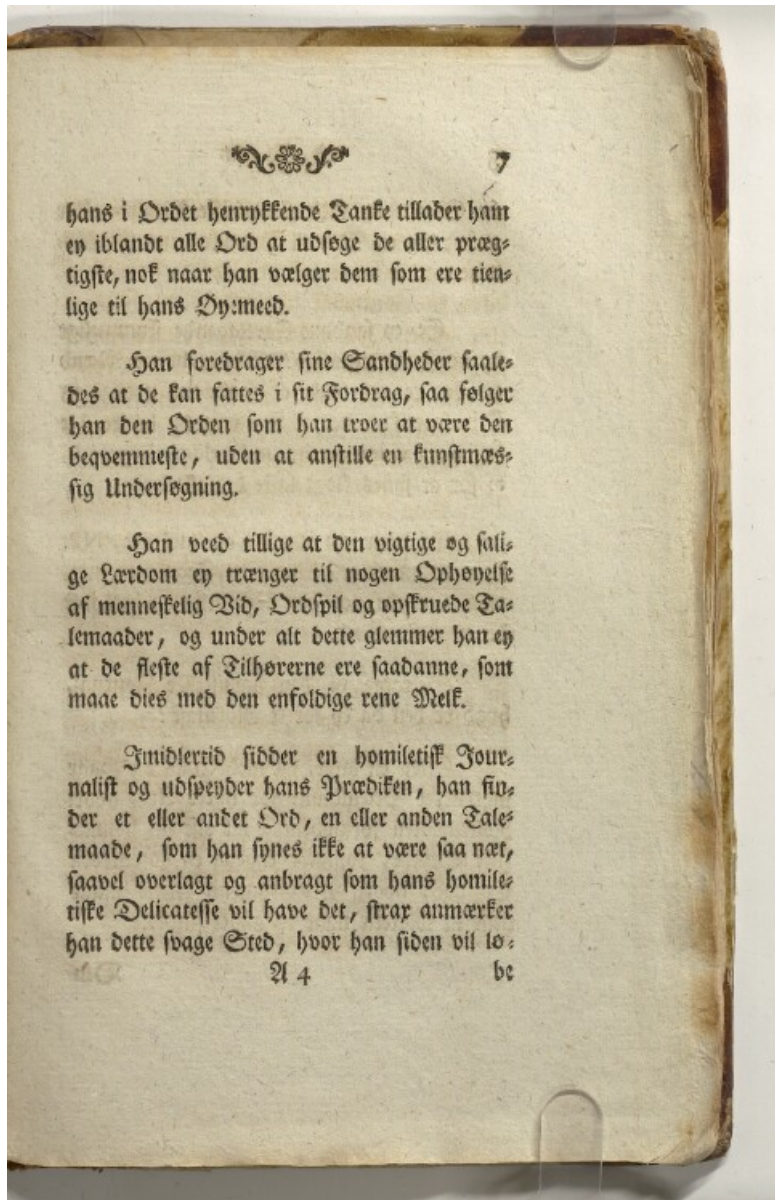 7
hans i Ordet henrykkende Tanke tillader ham
ey iblandt alle Ord at udsøge de aller præg-
tigste, nok naar han vælger dem som ere tien-
lige til hans Øy:meed.
Han foredrager sine Sandheder saale-
des at de kan fattes i sit Fordrag, saa følger
han den Orden som han troer at være den
beqvemmeste, uden at anstille en kunstmæs-
sig Undersøgning.
Han veed tillige at den vigtige og sali-
ge Lærdom ey trænger til nogen Ophøyelse
af menneskelig Vid, Ordspil og opskruede Ta-
lemaader, og under alt dette glemmer han ey
at de fleste af Tilhørerne ere saadanne, som
maae dies med den enfoldige rene Melk.
Imidlertid sidder en homiletisk Jour-
nalist og udspeyder hans Prædiken, han fin-
der et eller andet Ord, en eller anden Tale-
maade, som han synes ikke at være saa næt,
saavel overlagt og anbragt som hans homile-
tiske Delicatesse vil have det, strax anmærker
han dette svage Sted, hvor han siden vil lø-
A 4 be